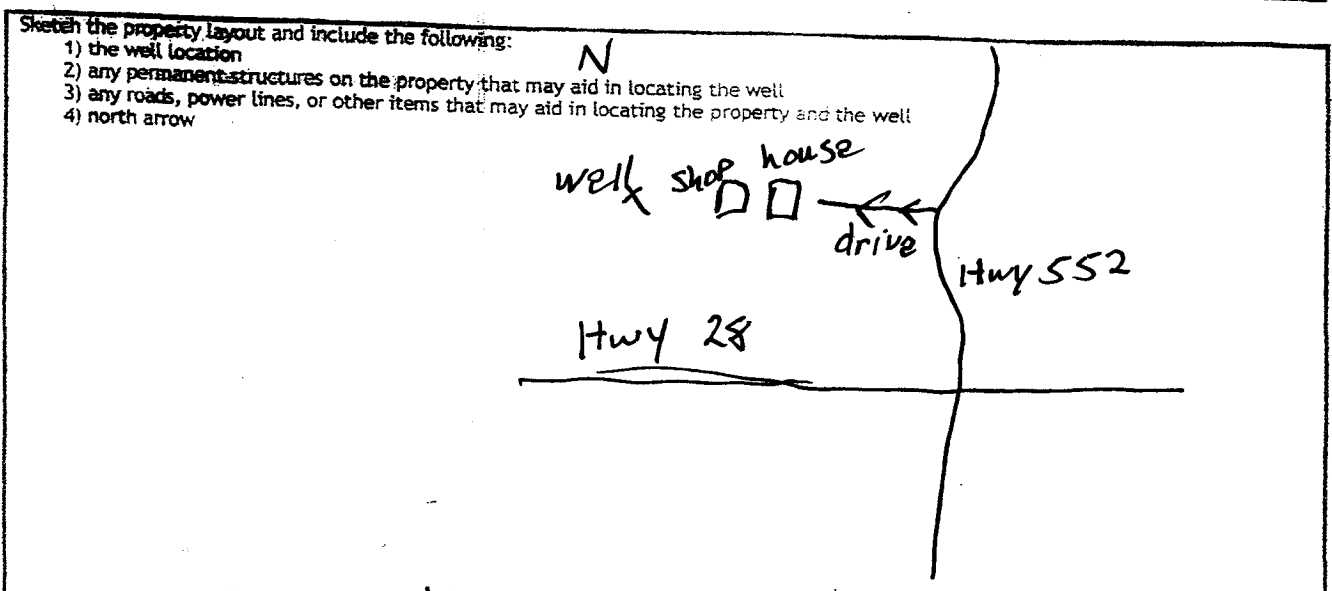 Sketch the property layout and include the following:
1) the well location
N
2) any permanent structures on the property that may aid in locating the well
3) any roads, power lines, or other items that may aid in locating the property and the well
4) north arrow
well x shop house
drive
Hwy 552
Hwy 28